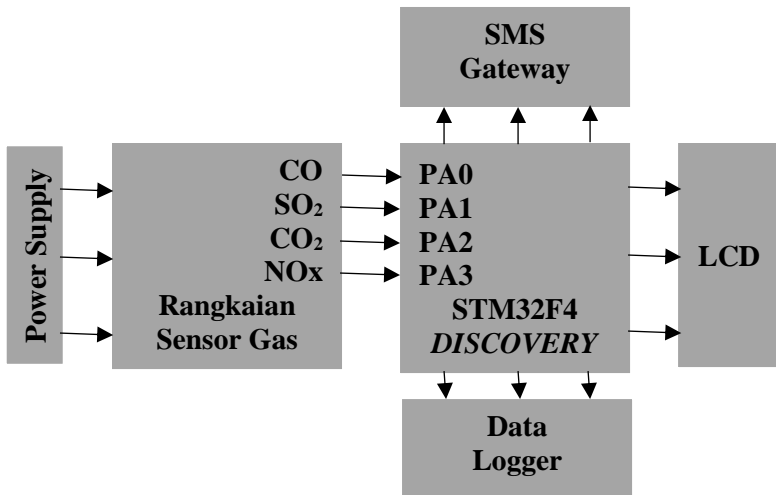 SMS
Gateway
Power Supply
CO
SO₂
CO₂
NOx
Rangkaian
Sensor Gas
PA0
PA1
PA2
PA3
STM32F4
DISCOVERY
LCD
Data
Logger